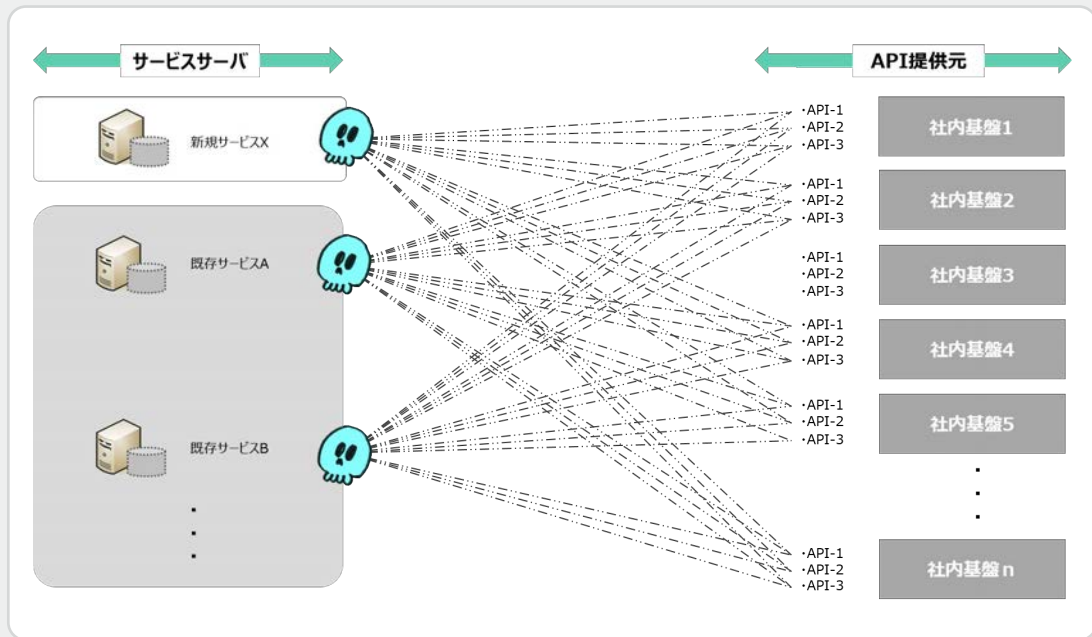 サービスサーバ
API提供元
新規サービスX
・API-1
・API-2
・API-3
社内基盤1
・API-1
・API-2
・API-3
社内基盤2
既存サービスA
・API-1
・API-2
・API-3
社内基盤3
・API-1
・API-2
・API-3
社内基盤4
既存サービスB
・API-1
・API-2
・API-3
社内基盤5
・API-1
・API-2
・API-3
社内基盤n